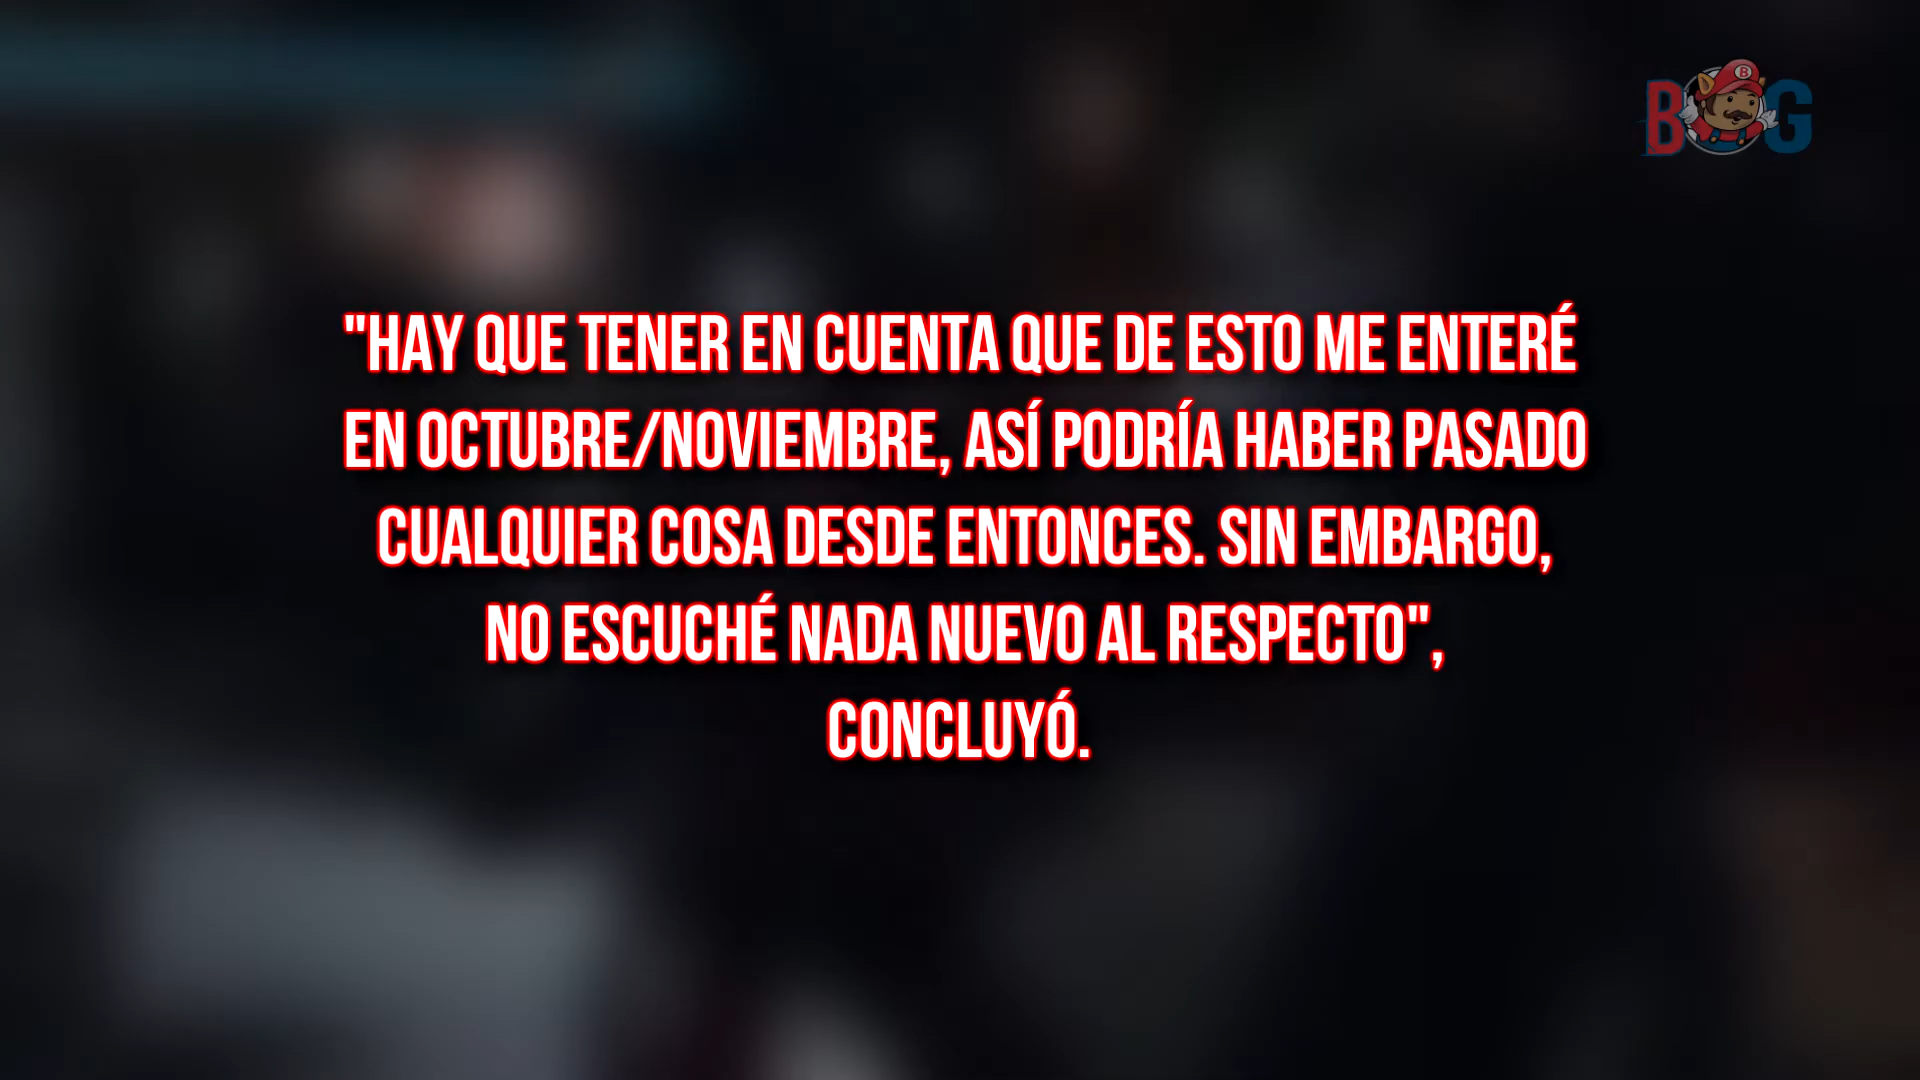 B G
B
"HAY QUE TENER EN CUENTA QUE DE ESTO ME ENTERÉ
EN OCTUBRE/NOVIEMBRE, ASÍ PODRÍA HABER PASADO
CUALQUIER COSA DESDE ENTONCES. SIN EMBARGO,
NO ESCUCHÉ NADA NUEVO AL RESPECTO",
CONCLUYÓ.